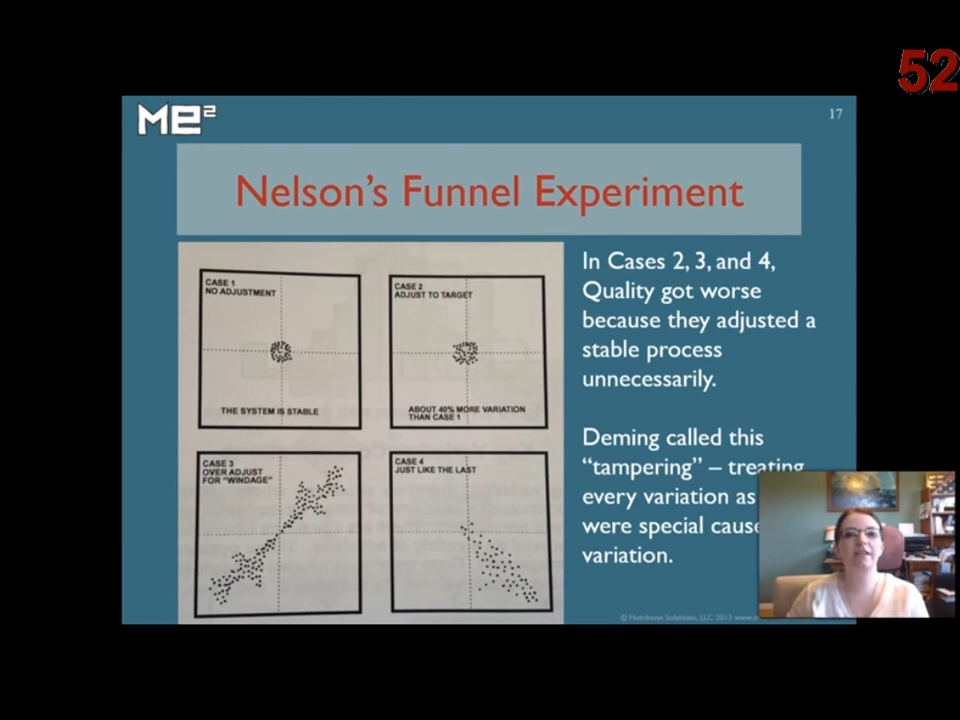 52
ME²
17
Nelson's Funnel Experiment
CASE 1
NO ADJUSTMENT
THE SYSTEM IS STABLE
CASE 2
ADJUST TO TARGET
ABOUT 40% MORE VARIATION
THAN CASE 1
CASE 3
OVER ADJUST
FOR "WINDAGE"
CASE 4
JUST LIKE THE LAST
In Cases 2, 3, and 4,
Quality got worse
because they adjusted a
stable process
unnecessarily.
Deming called this
“tampering” – treating
every variation as
were special cause
variation.
© Hutchison Solutions, LLC 2013